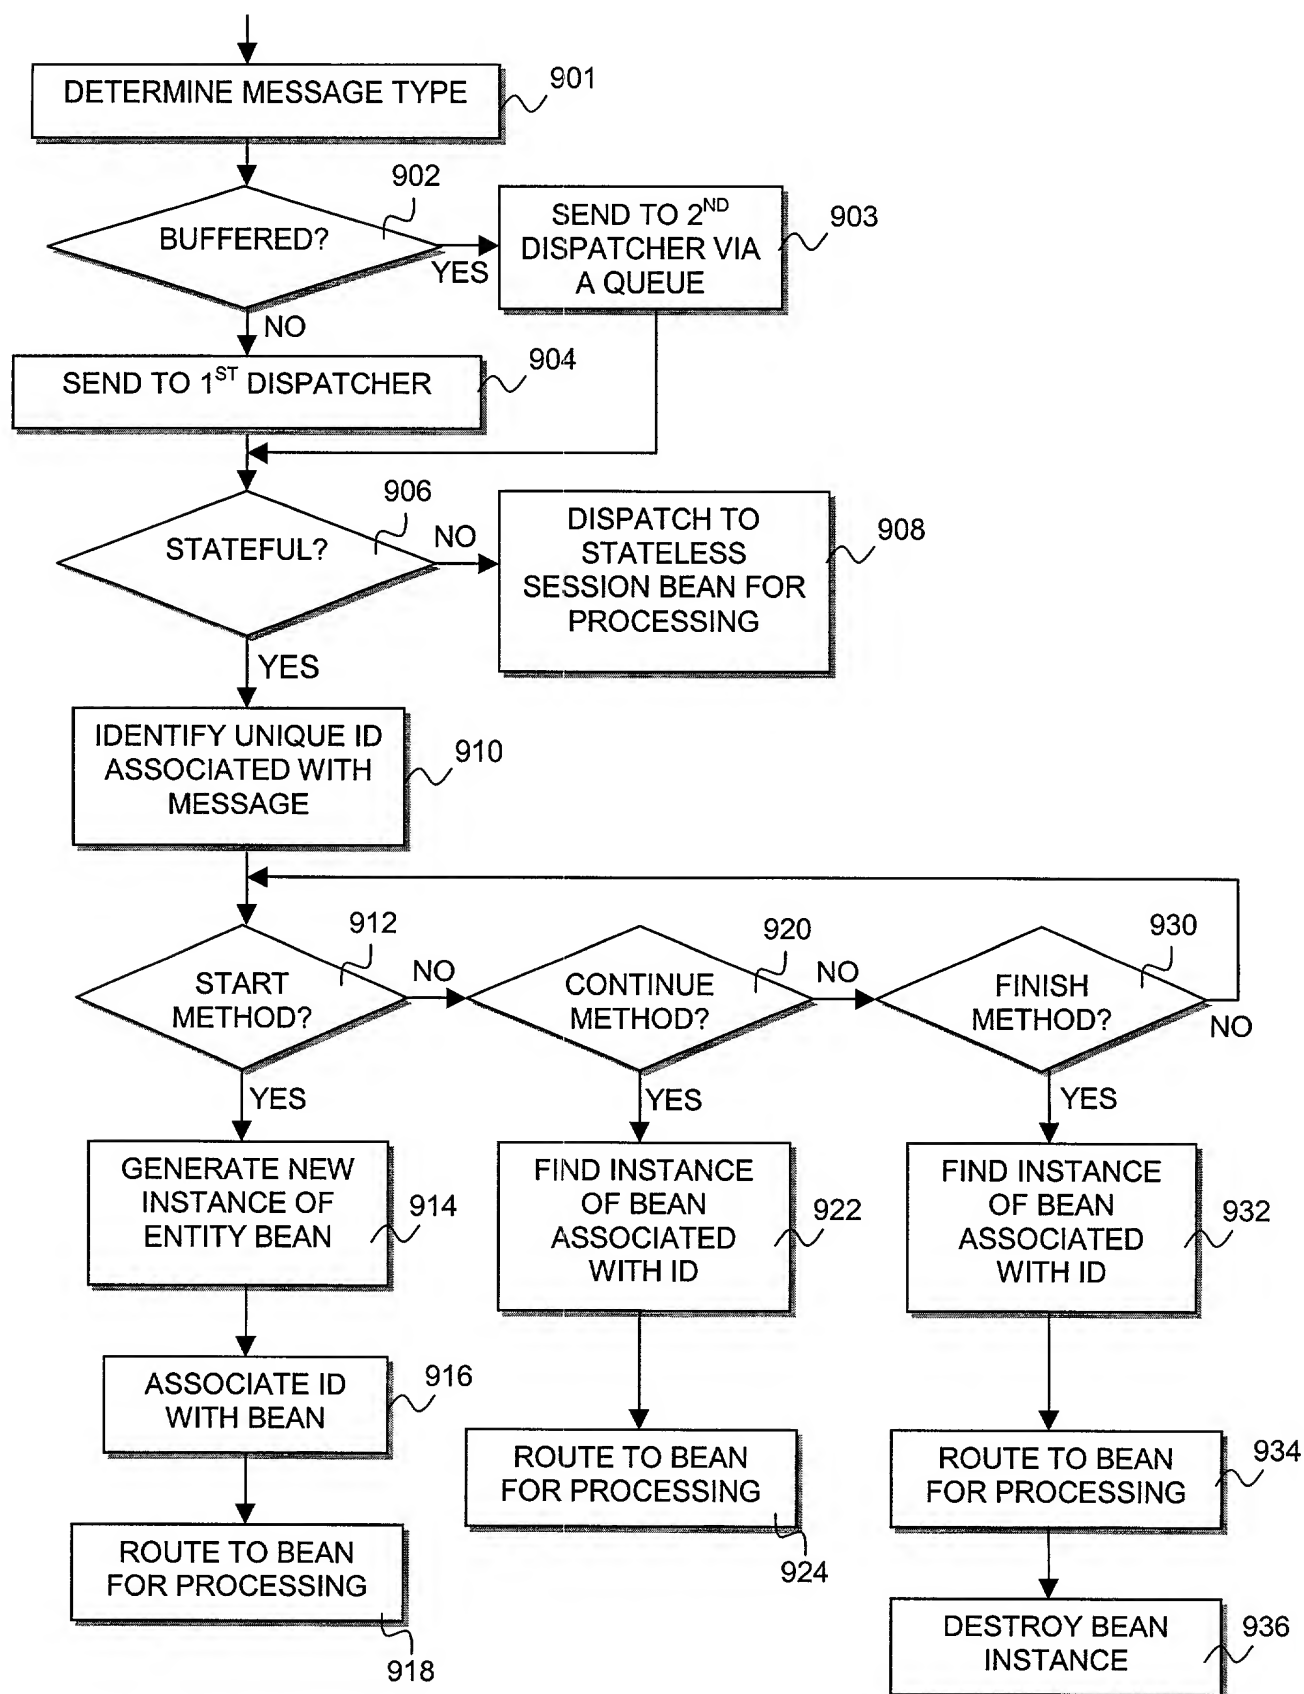 DETERMINE MESSAGE TYPE
901
902
BUFFERED?
YES
SEND TO 2ND
DISPATCHER VIA
A QUEUE
903
NO
SEND TO 1ST DISPATCHER
904
906
STATEFUL?
NO
DISPATCH TO
STATELESS
SESSION BEAN FOR
PROCESSING
908
YES
IDENTIFY UNIQUE ID
ASSOCIATED WITH
MESSAGE
910
912
START
METHOD?
NO
920
CONTINUE
METHOD?
NO
930
FINISH
METHOD?
NO
YES
YES
YES
GENERATE NEW
INSTANCE OF
ENTITY BEAN
914
FIND INSTANCE
OF BEAN
ASSOCIATED
WITH ID
922
FIND INSTANCE
OF BEAN
ASSOCIATED
WITH ID
932
ASSOCIATE ID
WITH BEAN
916
ROUTE TO BEAN
FOR PROCESSING
924
ROUTE TO BEAN
FOR PROCESSING
934
ROUTE TO BEAN
FOR PROCESSING
918
DESTROY BEAN
INSTANCE
936